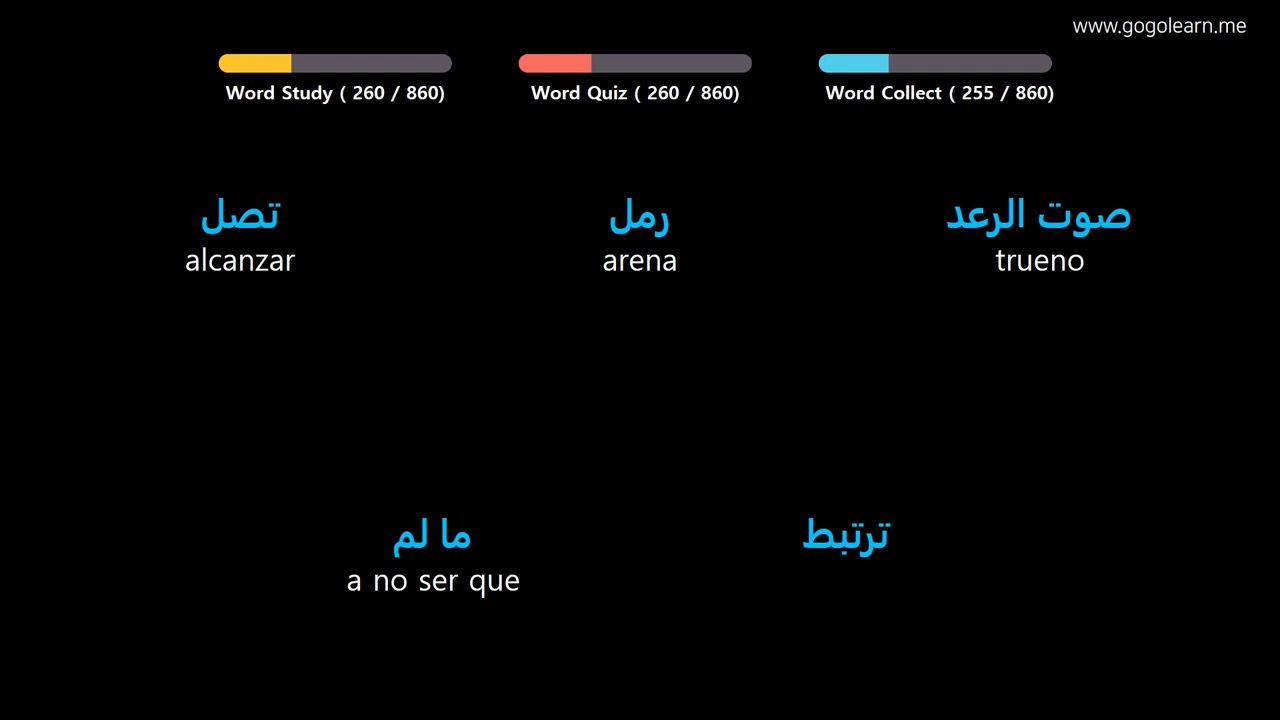 www.gogolearn.me
Word Study ( 260 / 860)
Word Quiz ( 260 / 860)
Word Collect ( 255 / 860)
تصل
alcanzar
رمل
arena
صوت الرعد
trueno
ما لم
a no ser que
ترتبط